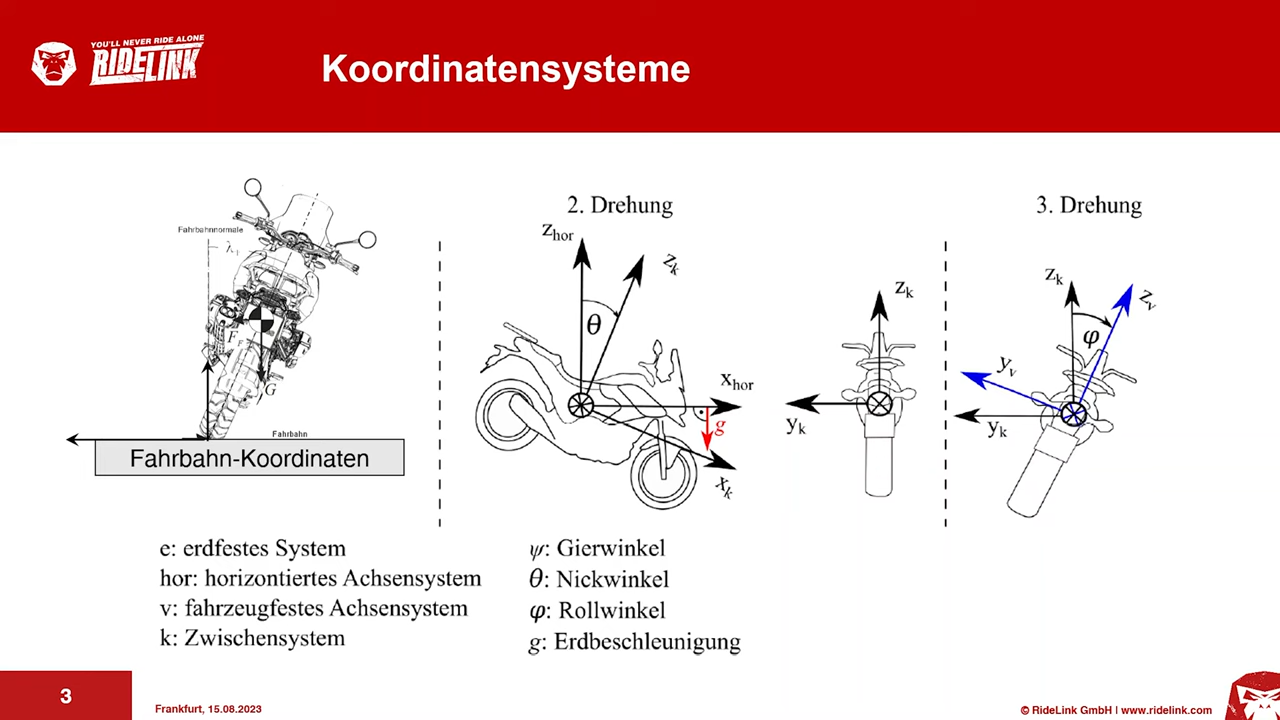 YOU'LL NEVER RIDE ALONE
RIDELINK
Koordinatensysteme
Fahrbahnnormale
λ
F
G
Fahrbahn
Fahrbahn-Koordinaten
2. Drehung
z_hor
z_k
θ
x_hor
g
x_k
z_k
y_k
3. Drehung
z_k
z_v
φ
y_v
y_k
e: erdfestes System
hor: horizontiertes Achsensystem
v: fahrzeugfestes Achsensystem
k: Zwischensystem
ψ: Gierwinkel
θ: Nickwinkel
φ: Rollwinkel
g: Erdbeschleunigung
3
Frankfurt, 15.08.2023
© RideLink GmbH | www.ridelink.com